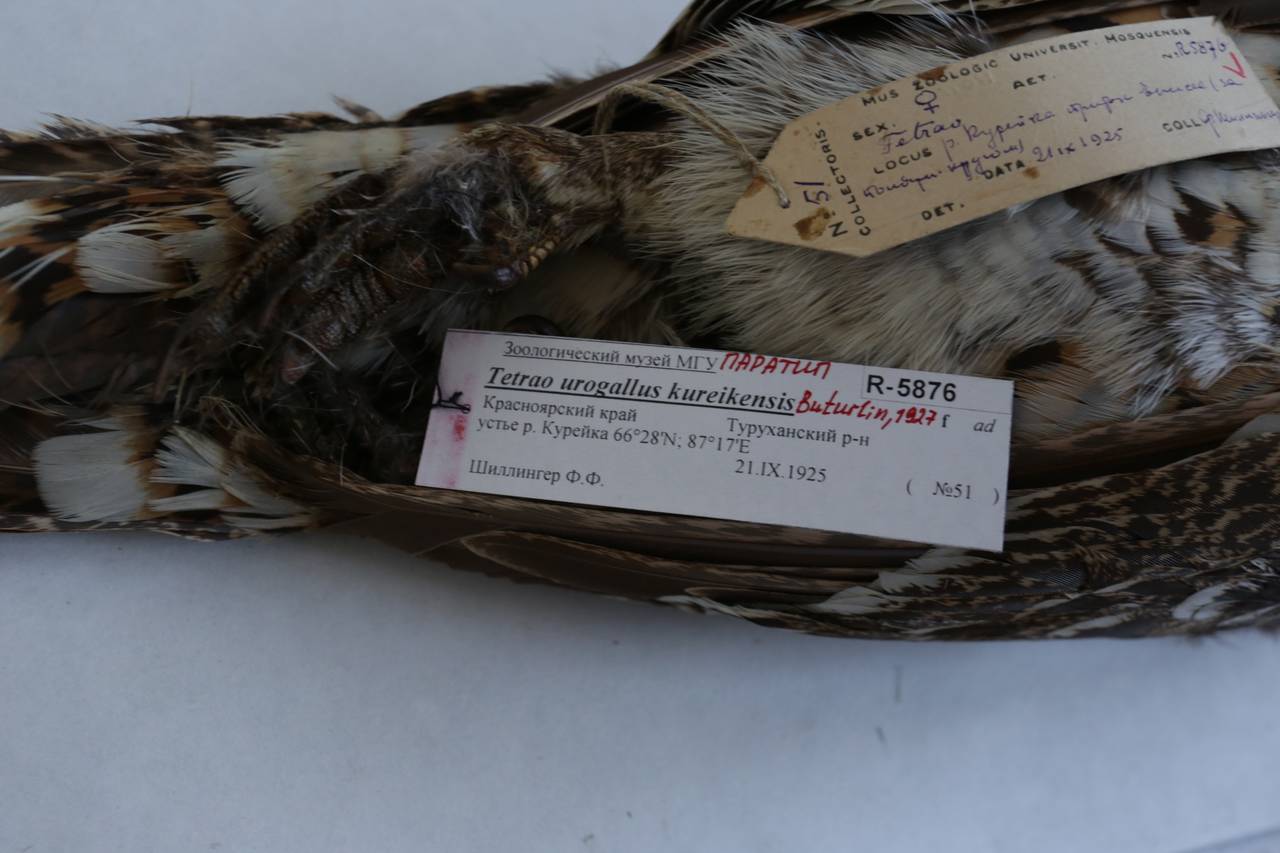 MUS ZOOLOGIC UNIVERSIT. MOSQUENSIS
N. R5876
SEX. ♀ AET.
Tetrao
LOCUS р. Курейка
DATA 21 IX 1925 COLL.
DET.
N. 51
COLLECTORIS:
Зоологический музей МГУ ПАРАТИП R-5876
Tetrao urogallus kureikensis Buturlin, 1927 f ad
Красноярский край Туруханский р-н
устье р. Курейка 66°28'N; 87°17'E
21.IX.1925
Шиллингер Ф.Ф. ( №51 )